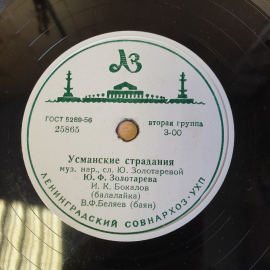 ЛЗ
ГОСТ 5289-56
25865
вторая группа
3-00
Усманские страдания
муз. нар., сл. Ю. Золотаревой
Ю. Ф. Золотарева
И. К. Бокалов
(балалайка)
В.Ф.Беляев (баян)
ЛЕНИНГРАДСКИЙ СОВНАРХОЗ-УХП